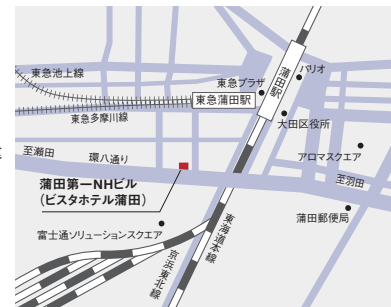 東急池上線
東急プラザ
蒲田駅
パリオ
東急蒲田駅
東急多摩川線
大田区役所
至瀬田
環八通り
アロマスクエア
至羽田
蒲田第一NHビル
(ビスタホテル蒲田)
蒲田郵便局
富士通ソリューションスクエア
東海道本線
京浜東北線